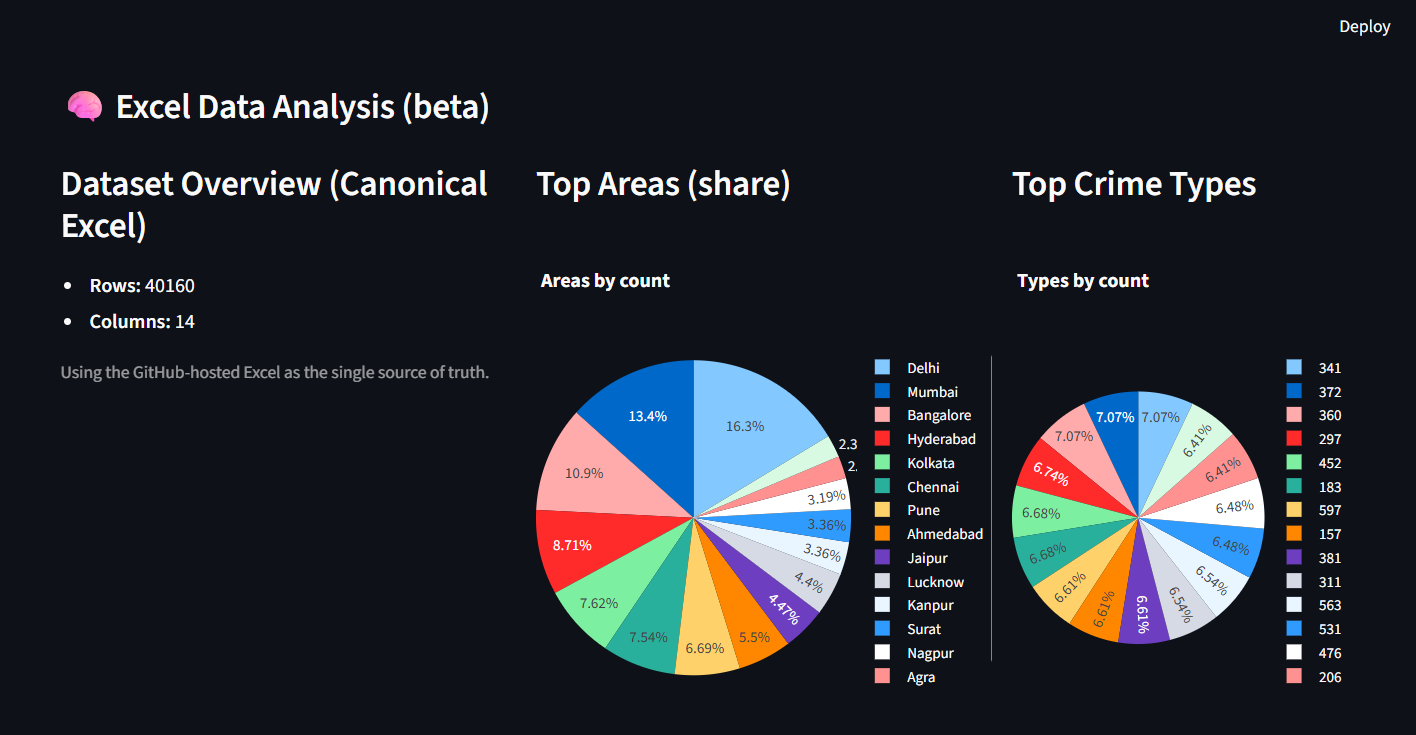 Deploy
Excel Data Analysis (beta)
Dataset Overview (Canonical
Excel)
Rows: 40160
Columns: 14
Using the GitHub-hosted Excel as the single source of truth.
Top Areas (share)
Areas by count
16.3%
2.3
2.
3.19%
3.36%
3.36%
4.4%
4.47%
5.5%
6.69%
7.54%
7.62%
8.71%
10.9%
13.4%
Delhi
Mumbai
Bangalore
Hyderabad
Kolkata
Chennai
Pune
Ahmedabad
Jaipur
Lucknow
Kanpur
Surat
Nagpur
Agra
Top Crime Types
Types by count
7.07%
6.41%
6.41%
6.48%
6.48%
6.54%
6.54%
6.61%
6.61%
6.61%
6.68%
6.68%
6.74%
7.07%
7.07%
341
372
360
297
452
183
597
157
381
311
563
531
476
206